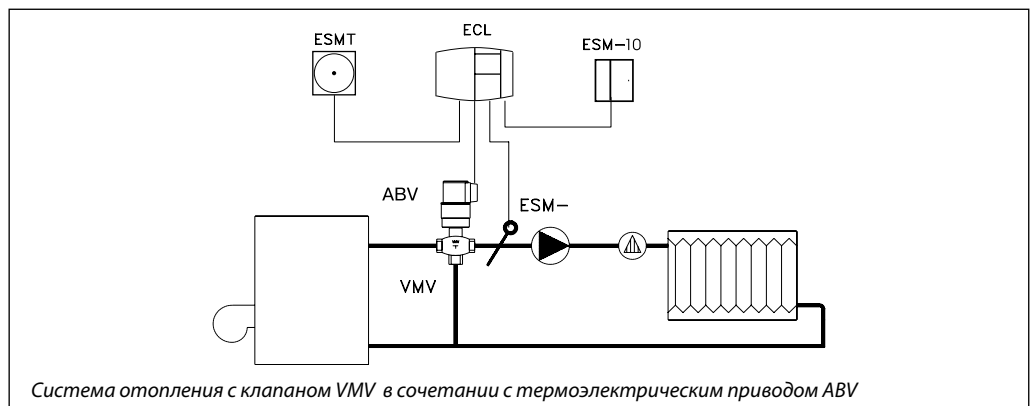 ESMT
ECL
ESM-10
ABV
ESM-
VMV
Система отопления с клапаном VMV в сочетании с термоэлектрическим приводом ABV